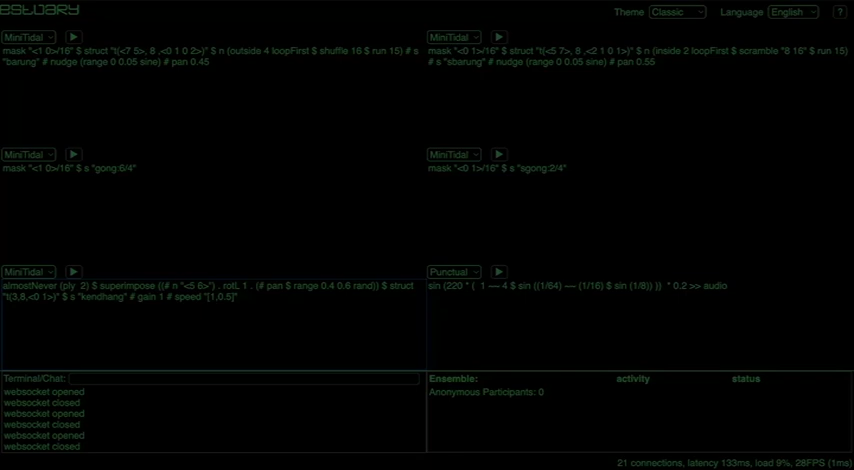 ESTUARY
Theme Classic Language English ?
MiniTidal
mask "<1 0>/16" $ struct "t(<7 5>, 8 ,<0 1 0 2>)" $ n (outside 4 loopFirst $ shuffle 16 $ run 15) # s
"barung" # nudge (range 0 0.05 sine) # pan 0.45
MiniTidal
mask "<0 1>/16" $ struct "t(<5 7>, 8 ,<2 1 0 1>)" $ n (inside 2 loopFirst $ scramble "8 16" $ run 15)
# s "sbarung" # nudge (range 0 0.05 sine) # pan 0.55
MiniTidal
mask "<1 0>/16" $ s "gong:6/4"
MiniTidal
mask "<0 1>/16" $ s "sgong:2/4"
MiniTidal
almostNever (ply 2) $ superimpose ((# n "<5 6>") . rotL 1 . (# pan $ range 0.4 0.6 rand)) $ struct
"t(3,8,<0 1>)" $ s "kendhang" # gain 1 # speed "[1,0.5]"
Punctual
sin (220 * ( 1 ~~ 4 $ sin ((1/64) ~~ (1/16) $ sin (1/8)) )) * 0.2 >> audio
Terminal/Chat:
websocket opened
websocket closed
websocket opened
websocket closed
websocket opened
websocket closed
Ensemble: activity status
Anonymous Participants: 0
21 connections, latency 133ms, load 9%, 28FPS (1ms)